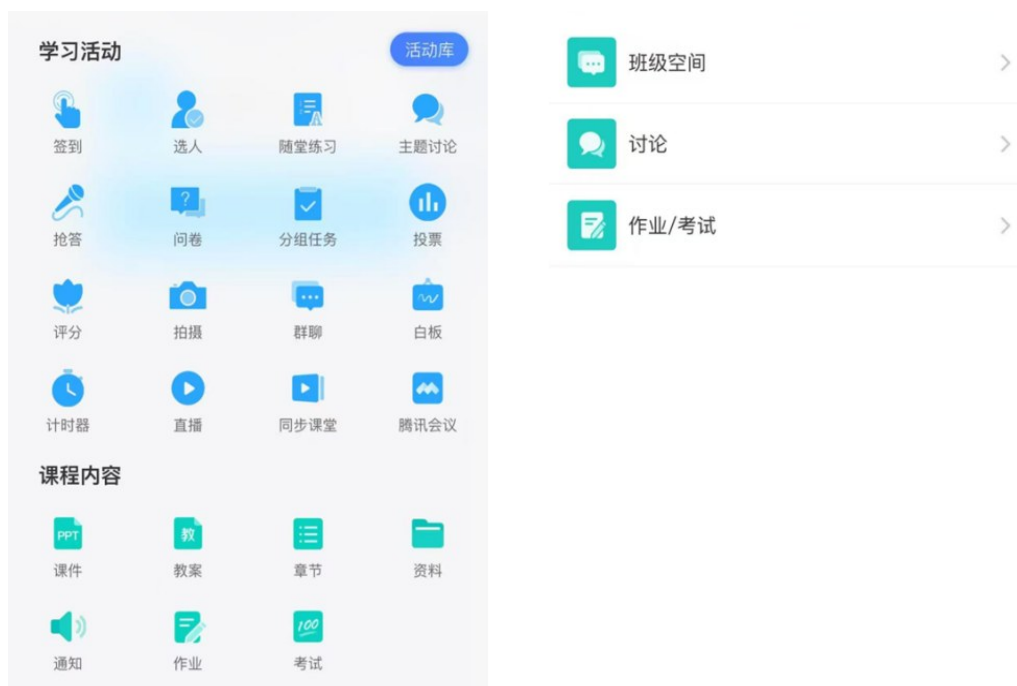 学习活动
活动库
签到
选人
随堂练习
主题讨论
?
抢答
问卷
分组任务
投票
评分
拍摄
群聊
白板
计时器
直播
同步课堂
腾讯会议
课程内容
PPT
教
课件
教案
章节
资料
100
通知
作业
考试
班级空间
讨论
作业/考试